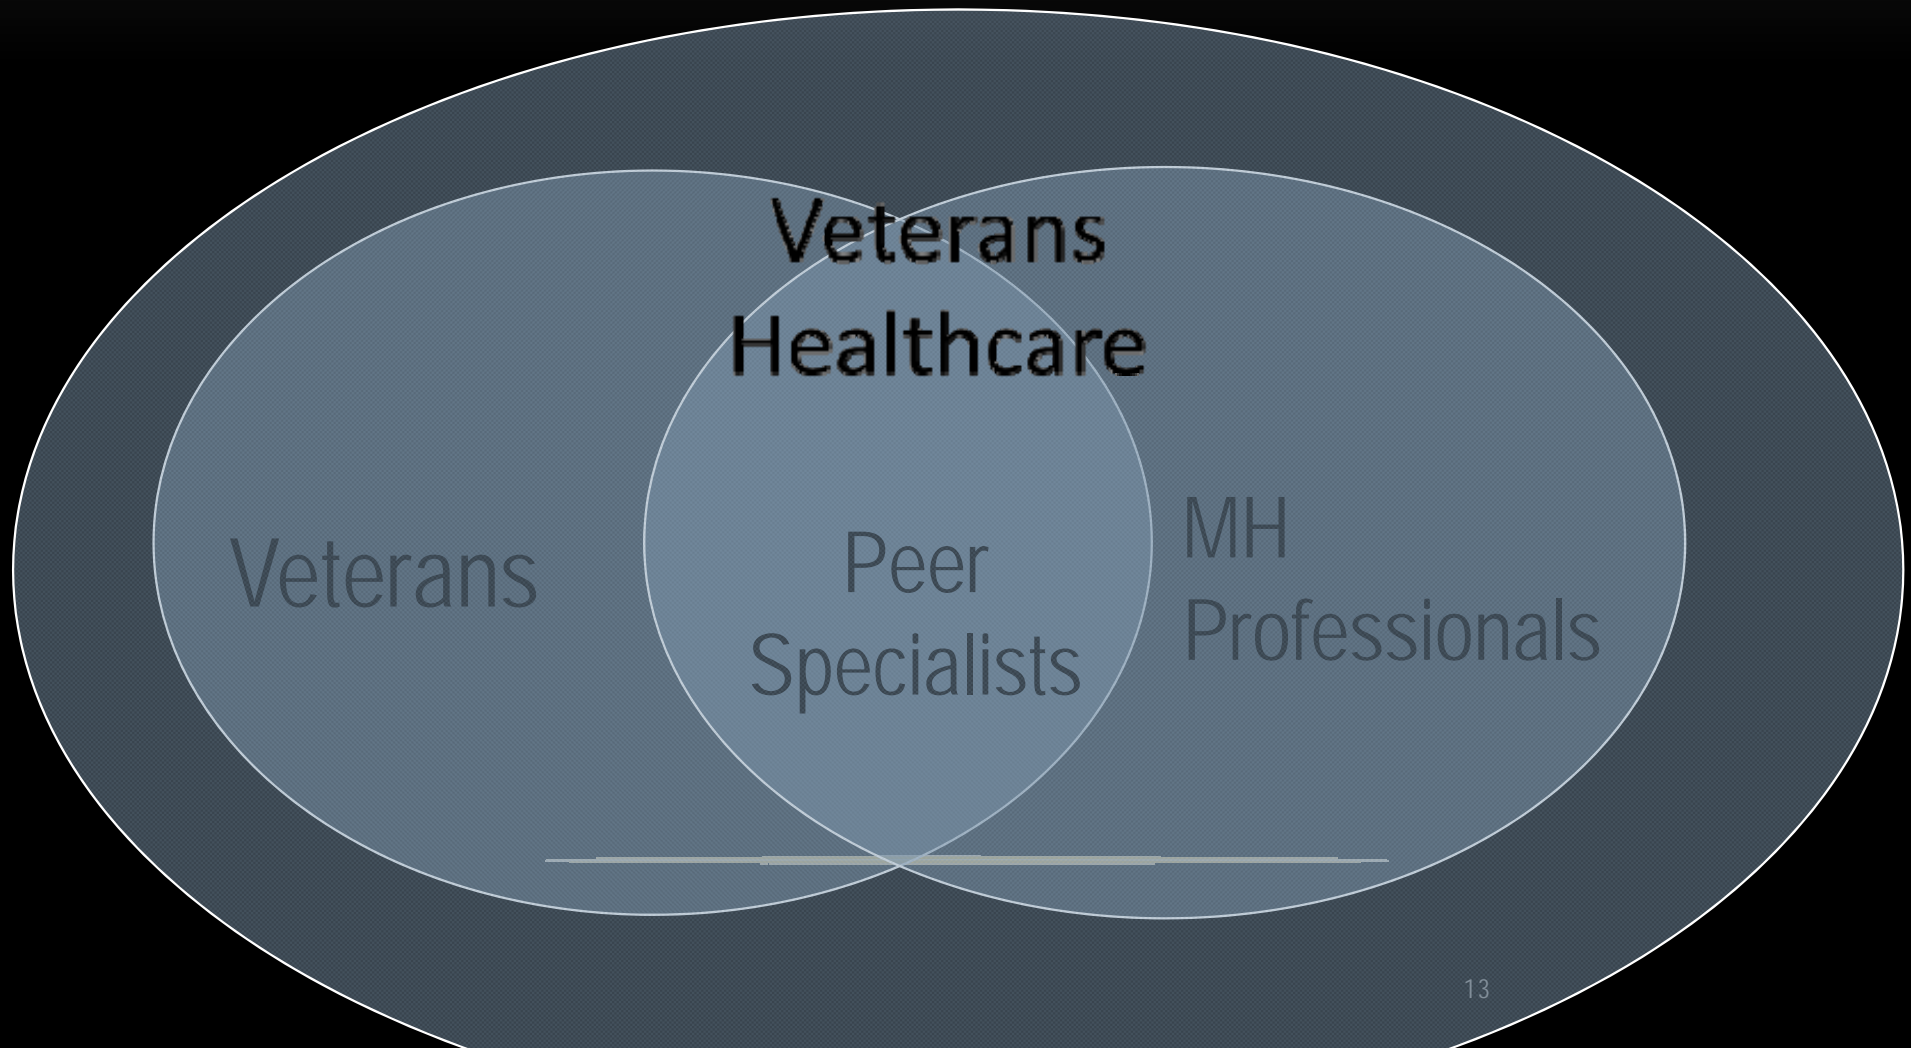 Veterans
Healthcare
Veterans
Peer
Specialists
MH
Professionals
13